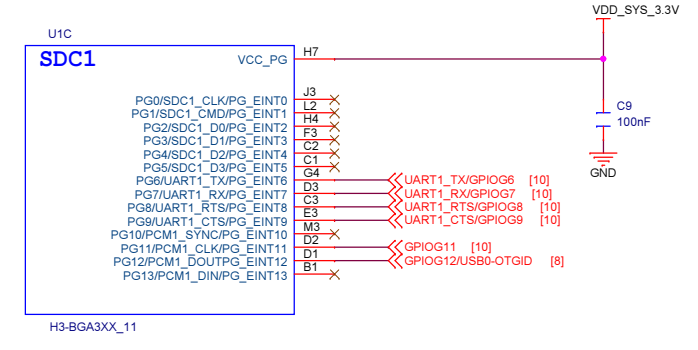 VDD_SYS_3.3V
U1C
SDC1
VCC_PG H7
C9
100nF
GND
PG0/SDC1_CLK/PG_EINT0 J3
PG1/SDC1_CMD/PG_EINT1 L2
PG2/SDC1_D0/PG_EINT2 H4
PG3/SDC1_D1/PG_EINT3 F3
PG4/SDC1_D2/PG_EINT4 C2
PG5/SDC1_D3/PG_EINT5 C1
PG6/UART1_TX/PG_EINT6 G4 UART1_TX/GPIOG6 [10]
PG7/UART1_RX/PG_EINT7 D3 UART1_RX/GPIOG7 [10]
PG8/UART1_RTS/PG_EINT8 C3 UART1_RTS/GPIOG8 [10]
PG9/UART1_CTS/PG_EINT9 E3 UART1_CTS/GPIOG9 [10]
PG10/PCM1_SYNC/PG_EINT10 M3
PG11/PCM1_CLK/PG_EINT11 D2 GPIOG11 [10]
PG12/PCM1_DOUTPG_EINT12 D1 GPIOG12/USB0-OTGID [8]
PG13/PCM1_DIN/PG_EINT13 B1
H3-BGA3XX_11